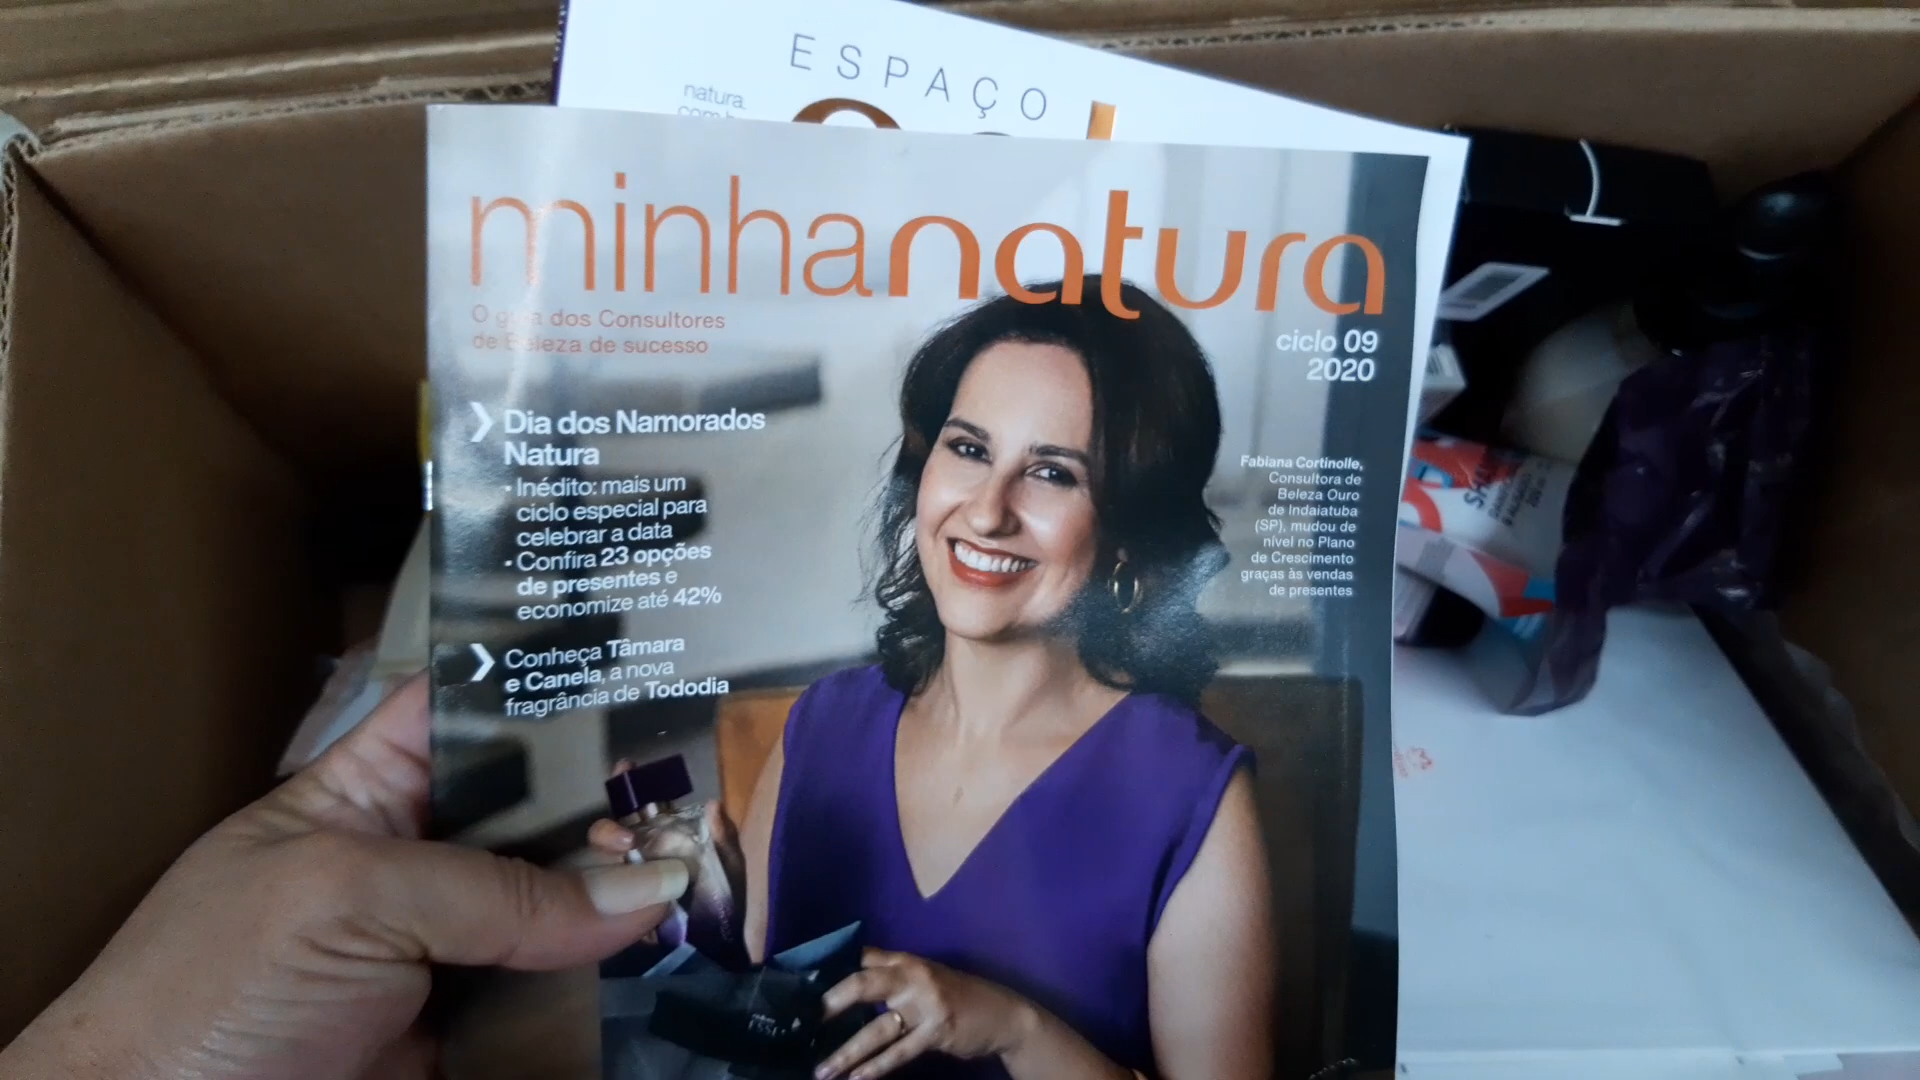 ESPAÇO
natura.
minhanatura
O guia dos Consultores
de Beleza de sucesso
ciclo 09
2020
❯ Dia dos Namorados
Natura
• Inédito: mais um
ciclo especial para
celebrar a data
• Confira 23 opções
de presentes e
economize até 42%
❯ Conheça Tâmara
e Canela, a nova
fragrância de Tododia
Fabiana Cortinolle,
Consultora de
Beleza Ouro
de Indaiatuba
(SP), mudou de
nível no Plano
de Crescimento
graças às vendas
de presentes